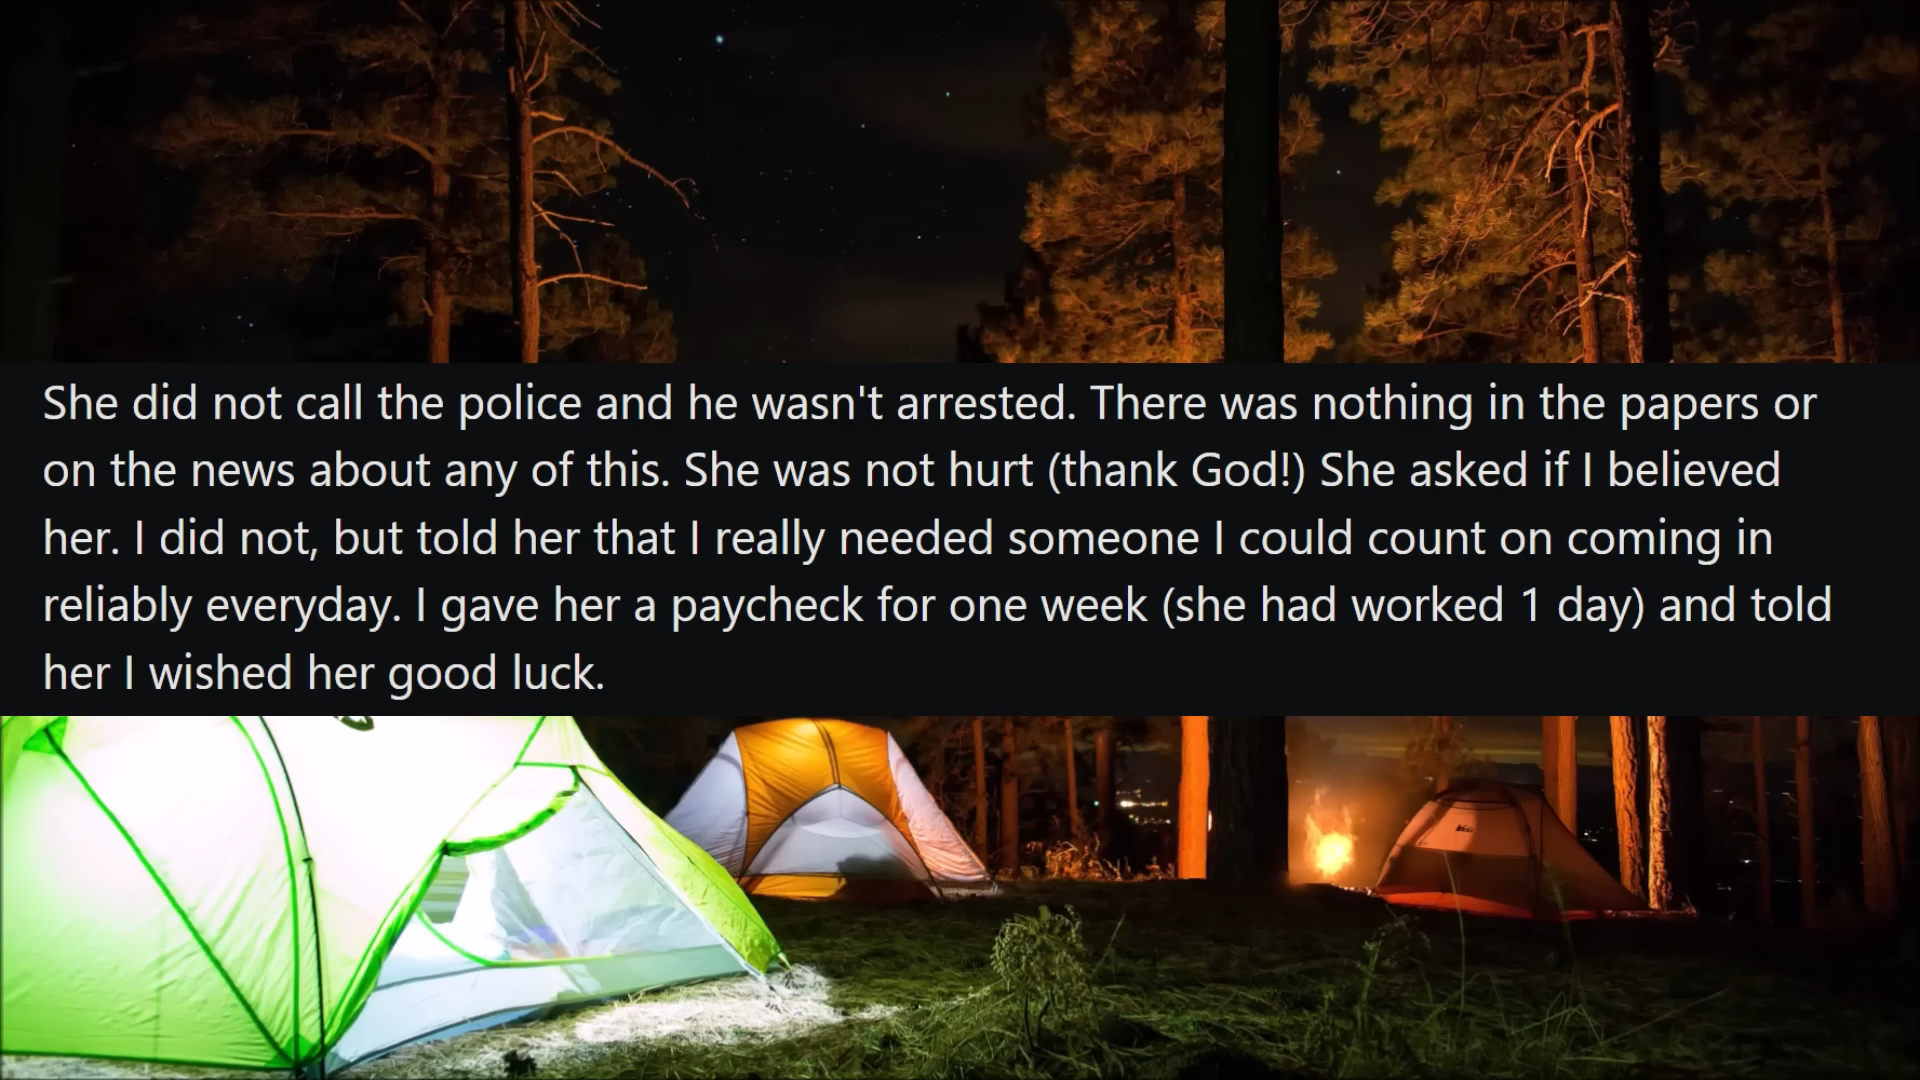 She did not call the police and he wasn't arrested. There was nothing in the papers or
on the news about any of this. She was not hurt (thank God!) She asked if I believed
her. I did not, but told her that I really needed someone I could count on coming in
reliably everyday. I gave her a paycheck for one week (she had worked 1 day) and told
her I wished her good luck.